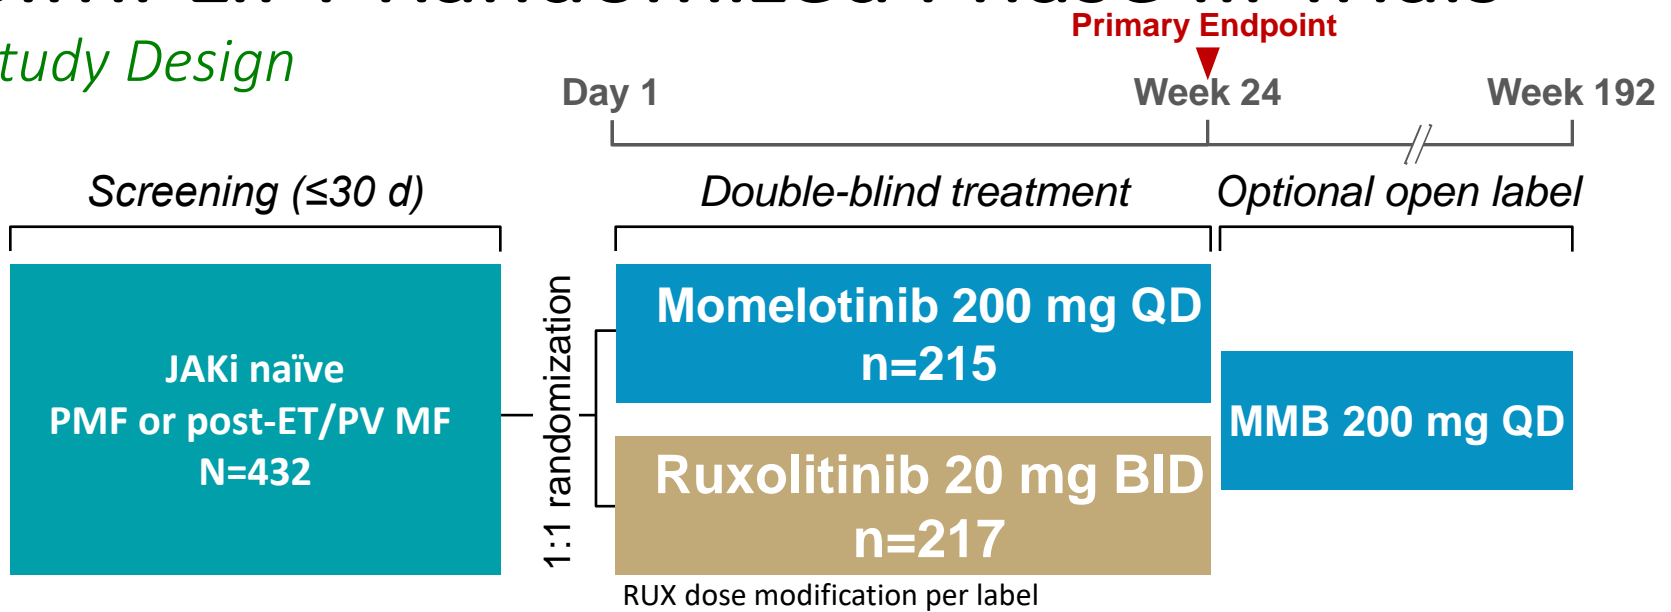 Primary Endpoint
Study Design
Day 1
Week 24
Week 192
Screening (≤30 d)
Double-blind treatment
Optional open label
JAKi naïve
PMF or post-ET/PV MF
N=432
1:1 randomization
Momelotinib 200 mg QD
n=215
Ruxolitinib 20 mg BID
n=217
RUX dose modification per label
MMB 200 mg QD